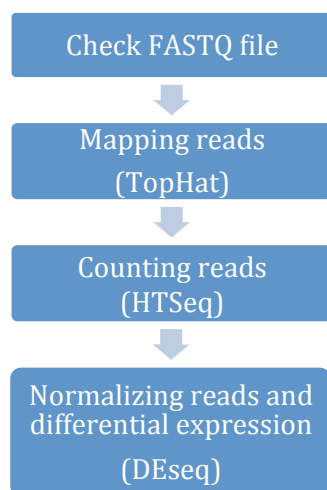 Check FASTQ file
Mapping reads
(TopHat)
Counting reads
(HTSeq)
Normalizing reads and
differential expression
(DEseq)